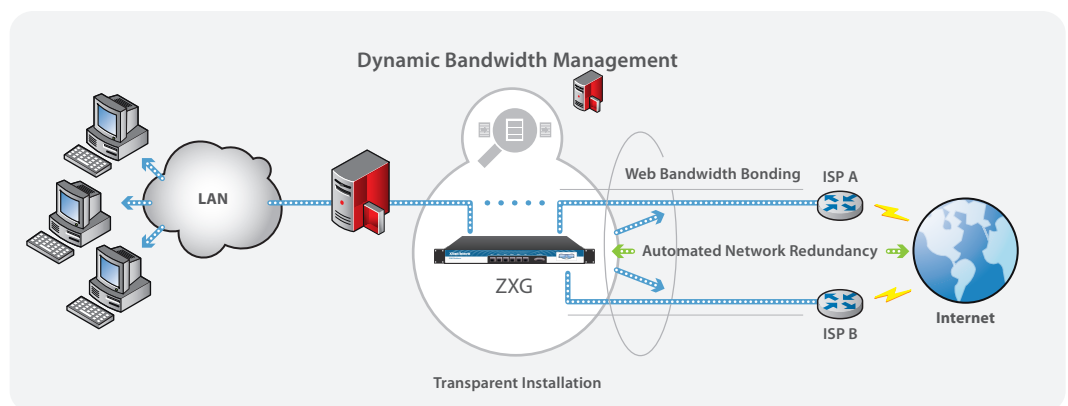 Dynamic Bandwidth Management
Web Bandwidth Bonding
ISP A
LAN
Automated Network Redundancy
ZXG
Internet
ISP B
Transparent Installation